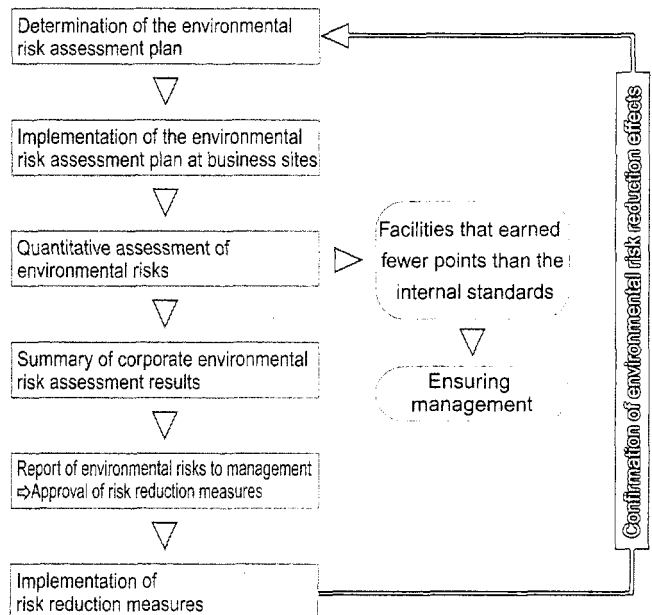 Determination of the environmental
risk assessment plan
Implementation of the environmental
risk assessment plan at business sites
Quantitative assessment of
environmental risks
Facilities that earned
fewer points than the
internal standards
Ensuring
management
Summary of corporate environmental
risk assessment results
Report of environmental risks to management
⇨Approval of risk reduction measures
Implementation of
risk reduction measures
Confirmation of environmental risk reduction effects